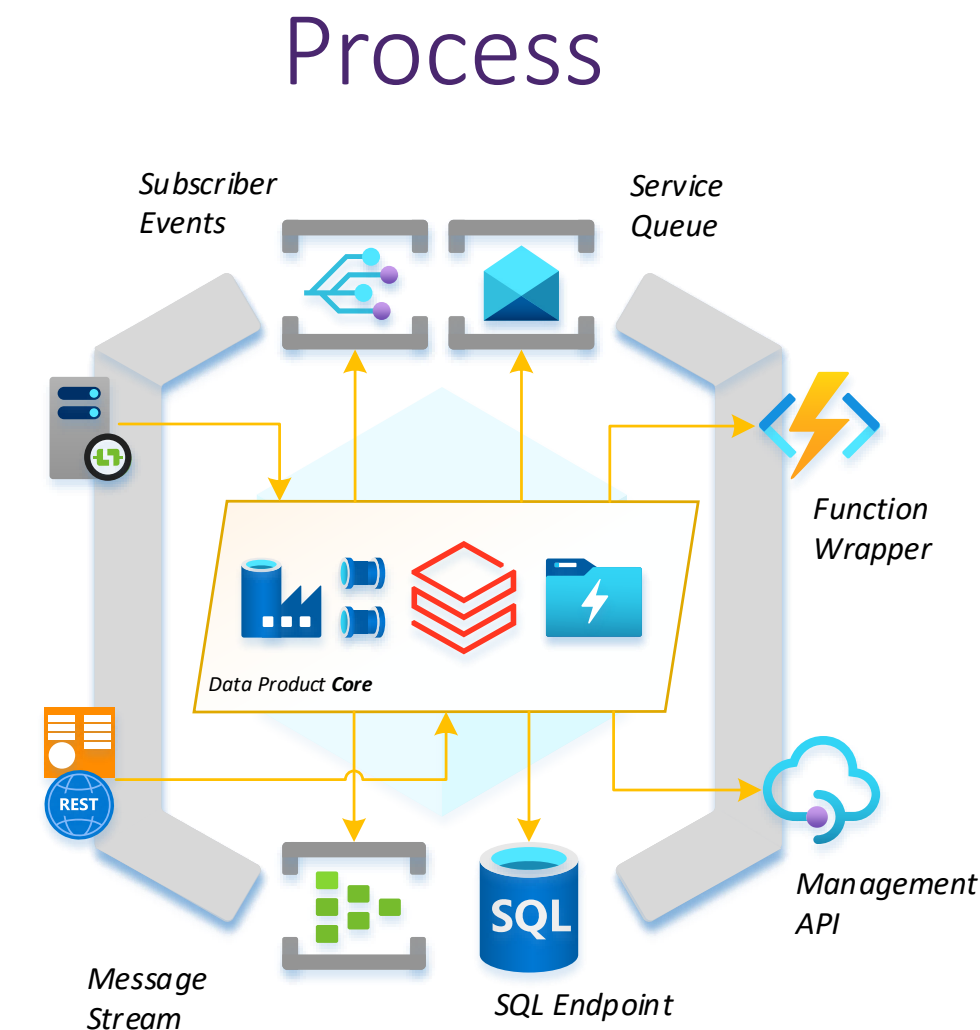 Process
Subscriber
Events
Service
Queue
Function
Wrapper
Data Product Core
REST
SQL
Management
API
Message
Stream
SQL Endpoint